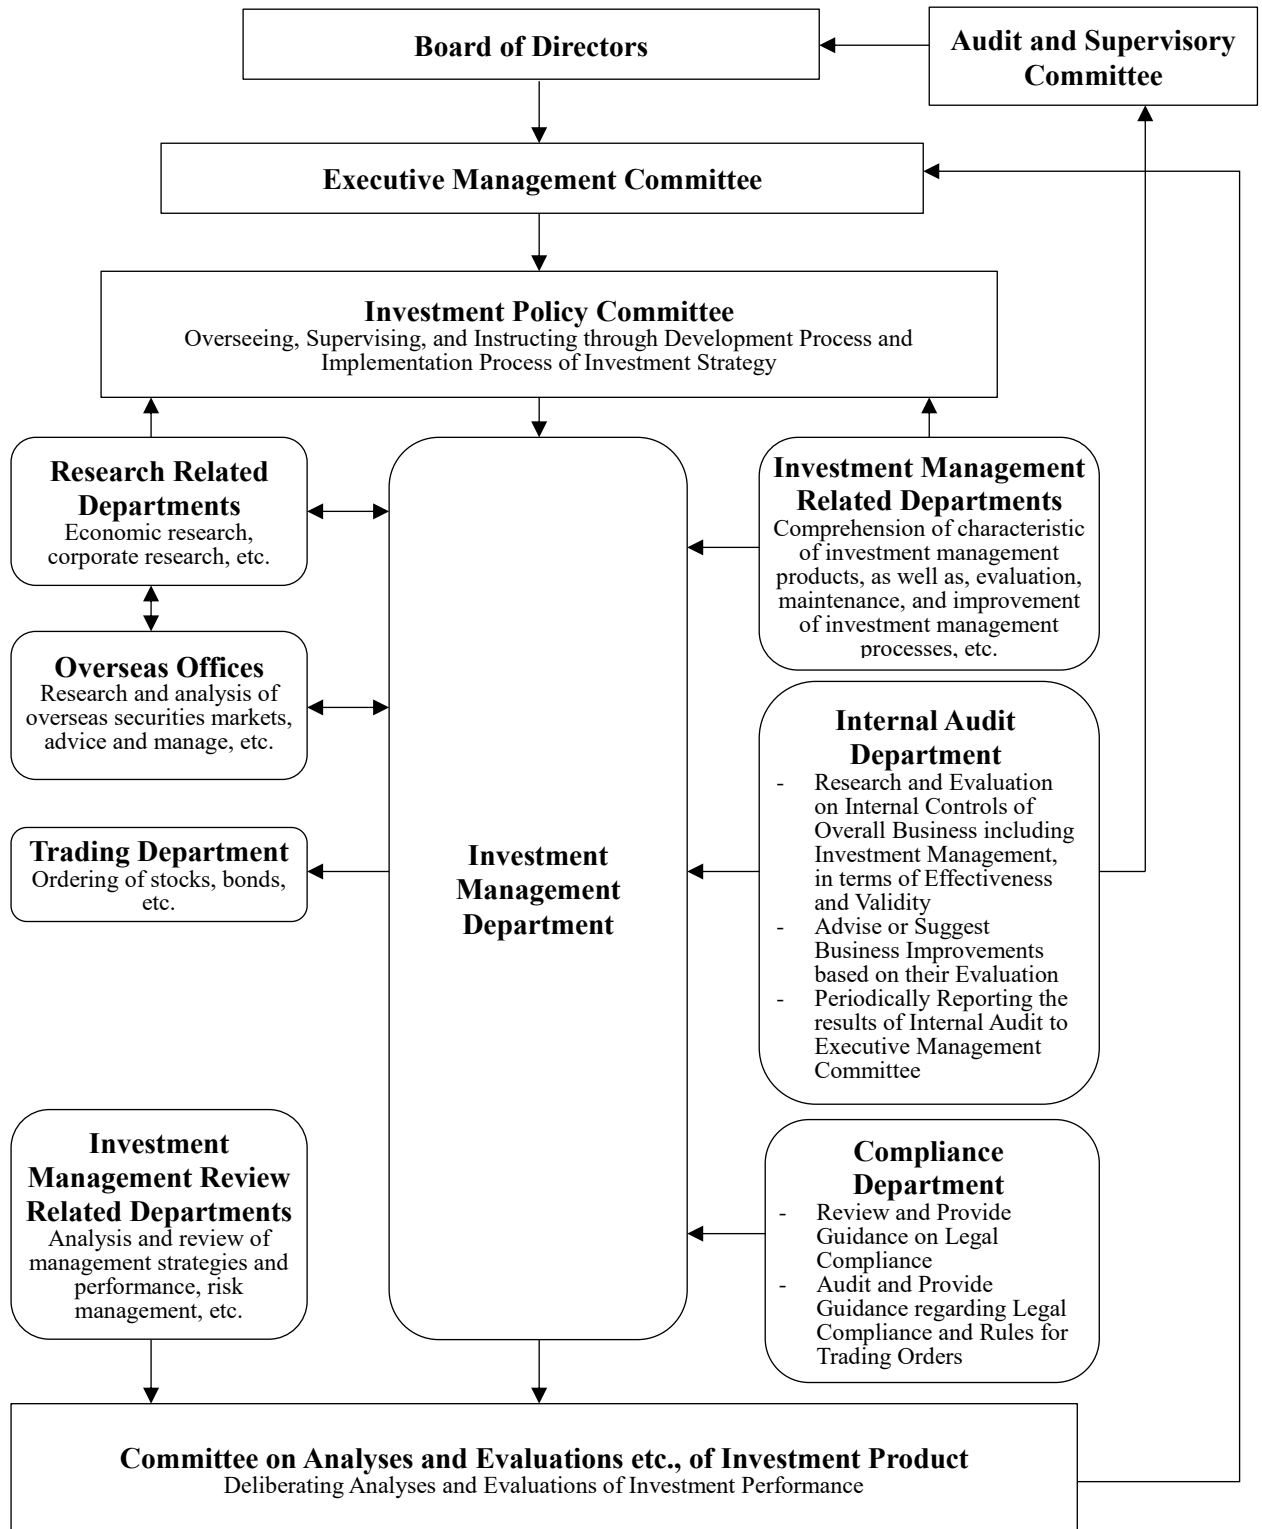 Board of Directors
Audit and Supervisory
Committee
Executive Management Committee
Investment Policy Committee
Overseeing, Supervising, and Instructing through Development Process and
Implementation Process of Investment Strategy
Research Related
Departments
Economic research,
corporate research, etc.
Investment Management
Related Departments
Comprehension of characteristic
of investment management
products, as well as, evaluation,
maintenance, and improvement
of investment management
processes, etc.
Overseas Offices
Research and analysis of
overseas securities markets,
advice and manage, etc.
Trading Department
Ordering of stocks, bonds,
etc.
Investment
Management
Department
Internal Audit
Department
- Research and Evaluation
on Internal Controls of
Overall Business including
Investment Management,
in terms of Effectiveness
and Validity
- Advise or Suggest
Business Improvements
based on their Evaluation
- Periodically Reporting the
results of Internal Audit to
Executive Management
Committee
Investment
Management Review
Related Departments
Analysis and review of
management strategies and
performance, risk
management, etc.
Compliance
Department
- Review and Provide
Guidance on Legal
Compliance
- Audit and Provide
Guidance regarding Legal
Compliance and Rules for
Trading Orders
Committee on Analyses and Evaluations etc., of Investment Product
Deliberating Analyses and Evaluations of Investment Performance